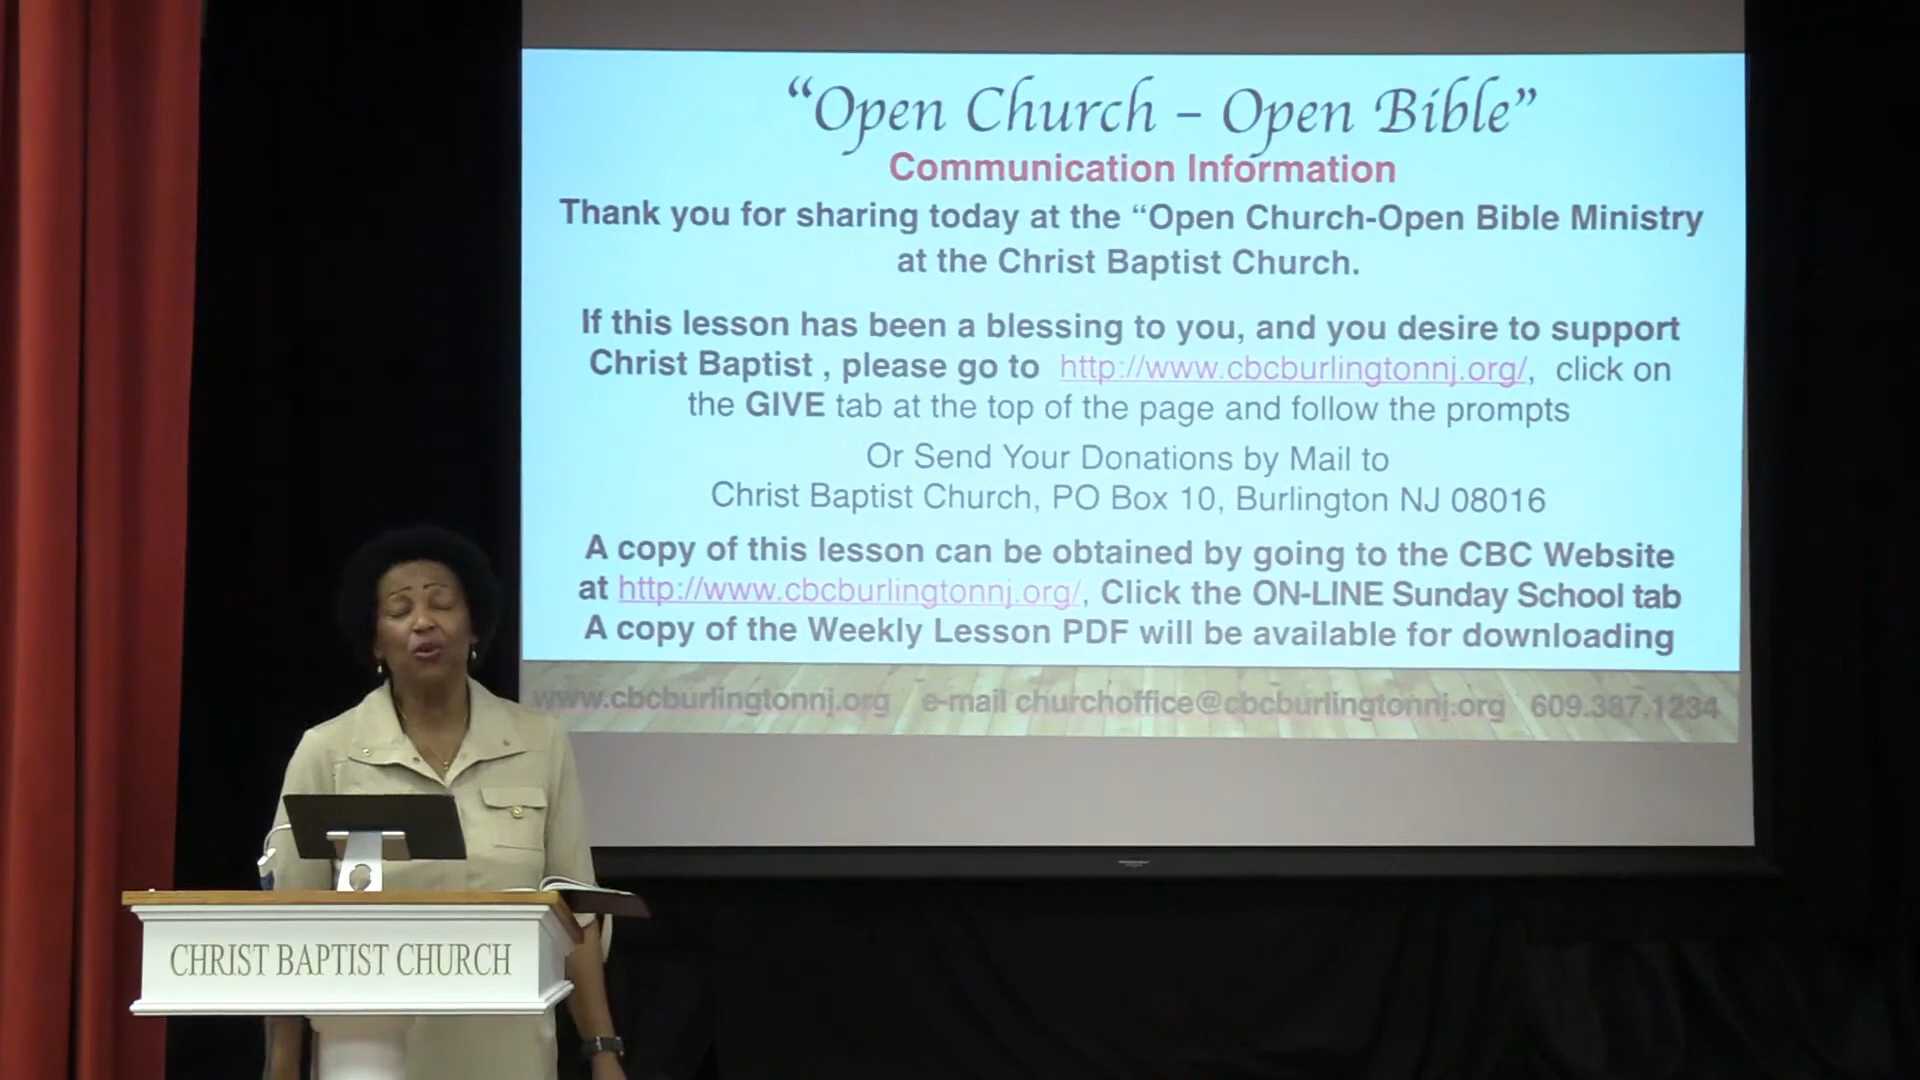 “Open Church – Open Bible”
Communication Information
Thank you for sharing today at the “Open Church-Open Bible Ministry
at the Christ Baptist Church.
If this lesson has been a blessing to you, and you desire to support
Christ Baptist , please go to http://www.cbcburlingtonnj.org/, click on
the GIVE tab at the top of the page and follow the prompts
Or Send Your Donations by Mail to
Christ Baptist Church, PO Box 10, Burlington NJ 08016
A copy of this lesson can be obtained by going to the CBC Website
at http://www.cbcburlingtonnj.org/, Click the ON-LINE Sunday School tab
A copy of the Weekly Lesson PDF will be available for downloading
www.cbcburlingtonnj.org e-mail churchoffice@cbcburlingtonnj.org 609.387.1234
CHRIST BAPTIST CHURCH